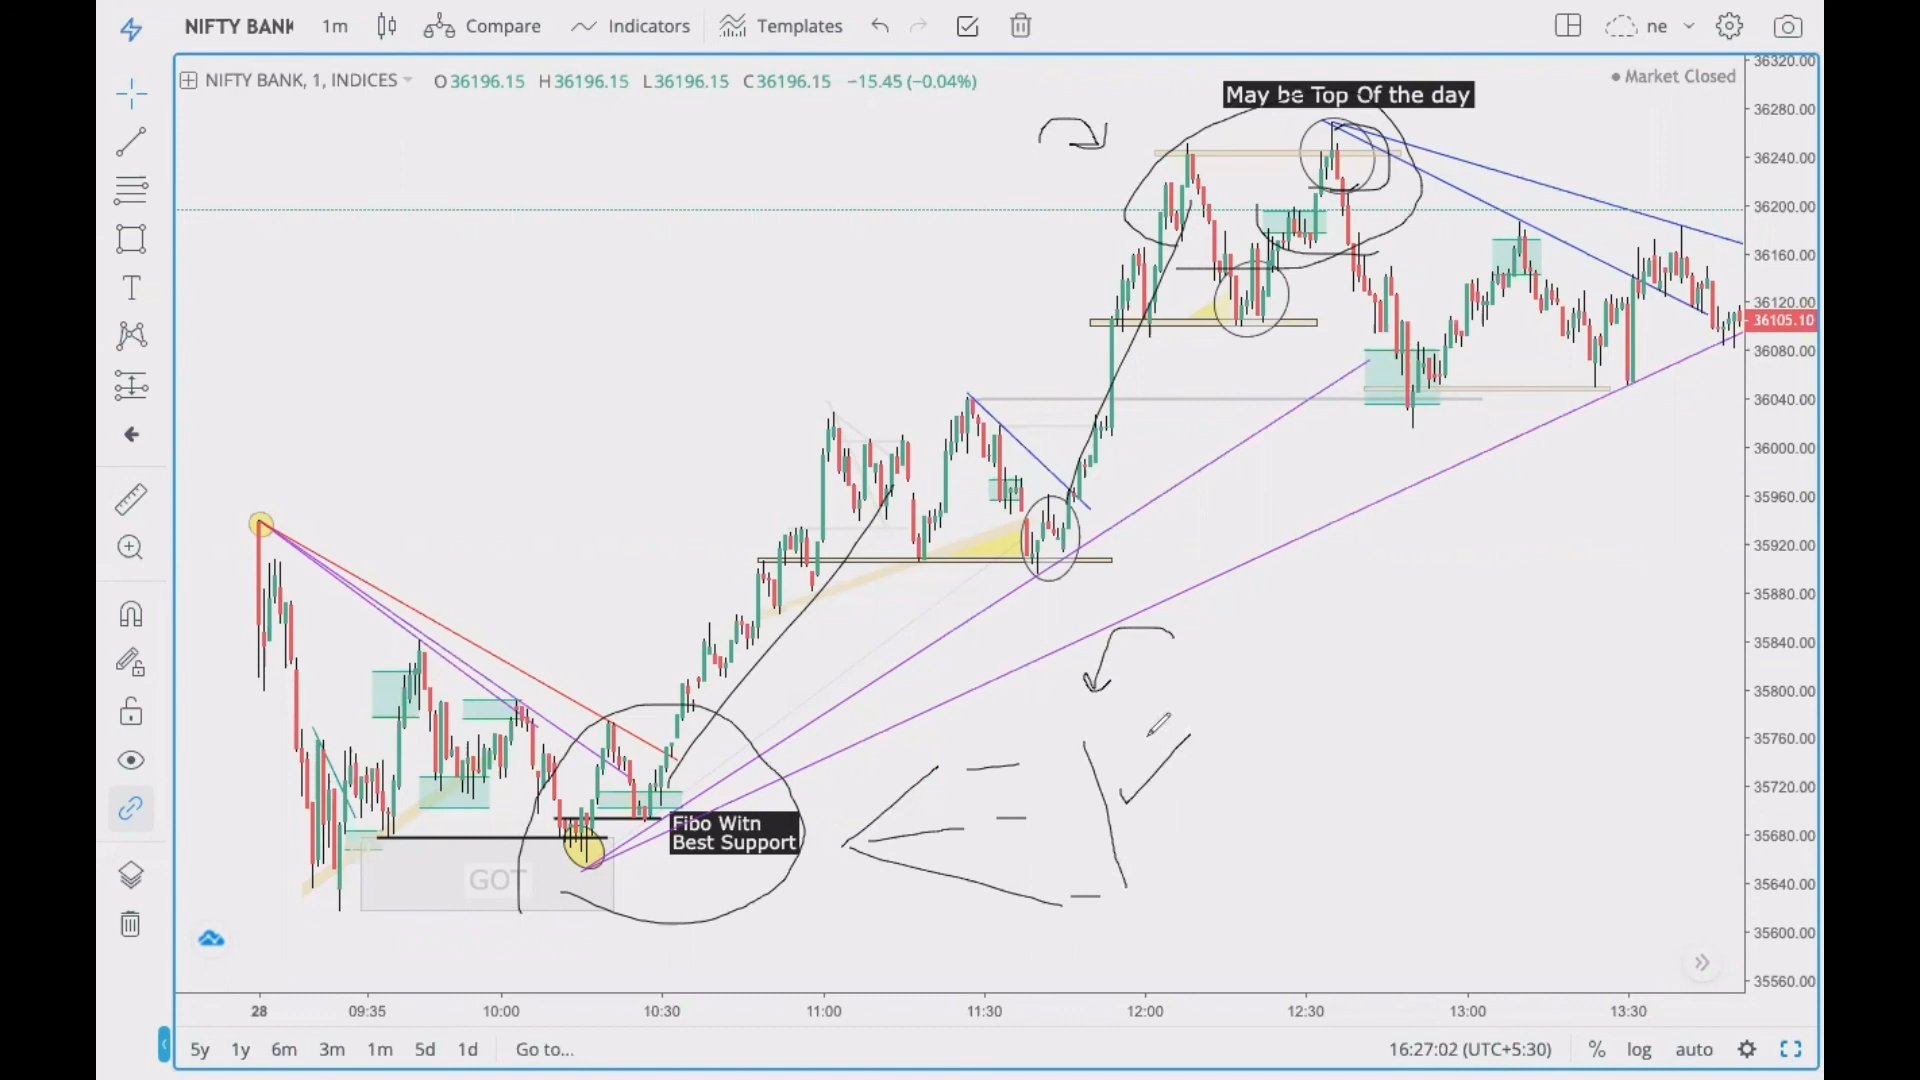 NIFTY BANK 1m Compare Indicators Templates ne
NIFTY BANK, 1, INDICES O36196.15 H36196.15 L36196.15 C36196.15 −15.45 (−0.04%)
Market Closed
May be Top Of the day
36320.00
36280.00
36240.00
36200.00
36160.00
36120.00
36105.10
36080.00
36040.00
36000.00
35960.00
35920.00
35880.00
35840.00
35800.00
35760.00
35720.00
35680.00
35640.00
35600.00
35560.00
Fibo Witn
Best Support
GOT
28 09:35 10:00 10:30 11:00 11:30 12:00 12:30 13:00 13:30
5y 1y 6m 3m 1m 5d 1d Go to... 16:27:02 (UTC+5:30) % log auto